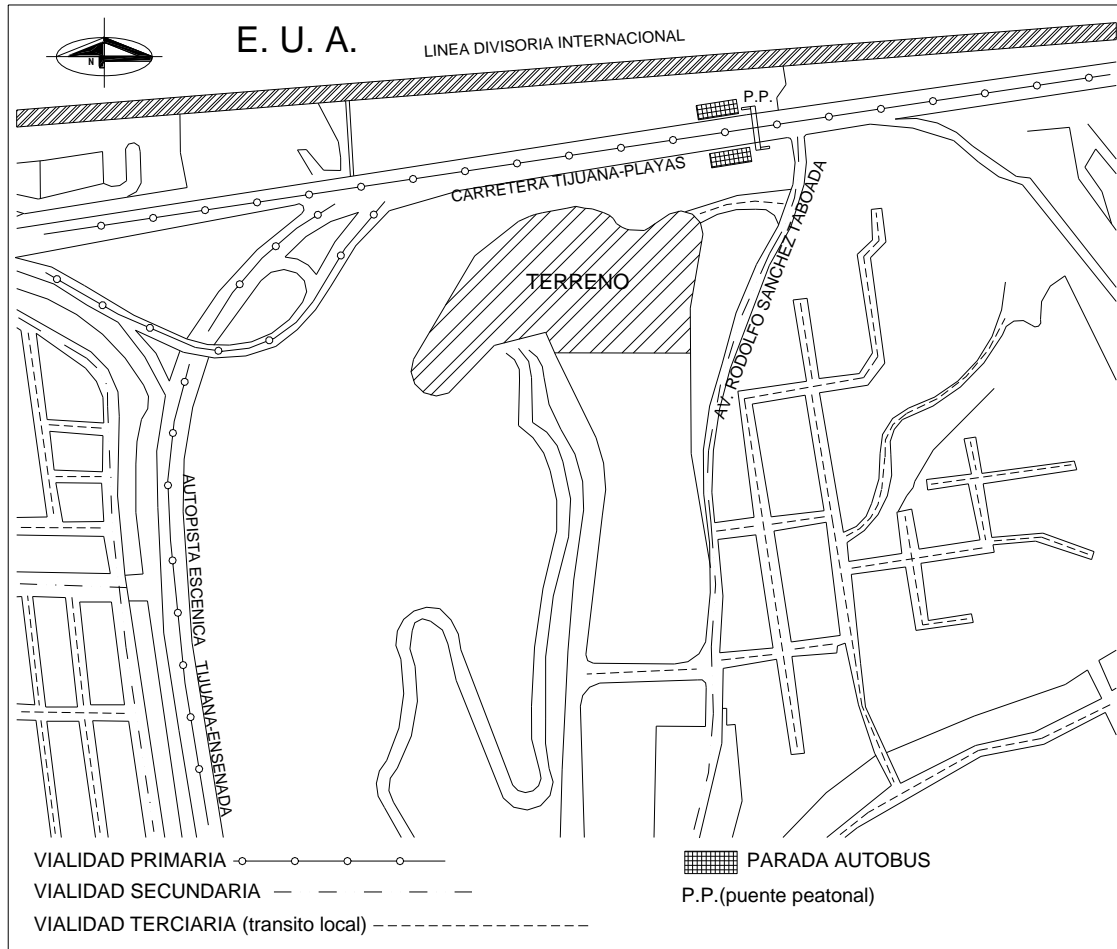 E. U. A.
LINEA DIVISORIA INTERNACIONAL
N
P.P.
CARRETERA TIJUANA-PLAYAS
TERRENO
AV. RODOLFO SANCHEZ TABOADA
AUTOPISTA ESCENICA TIJUANA-ENSENADA
VIALIDAD PRIMARIA
VIALIDAD SECUNDARIA
VIALIDAD TERCIARIA (transito local)
PARADA AUTOBUS
P.P.(puente peatonal)